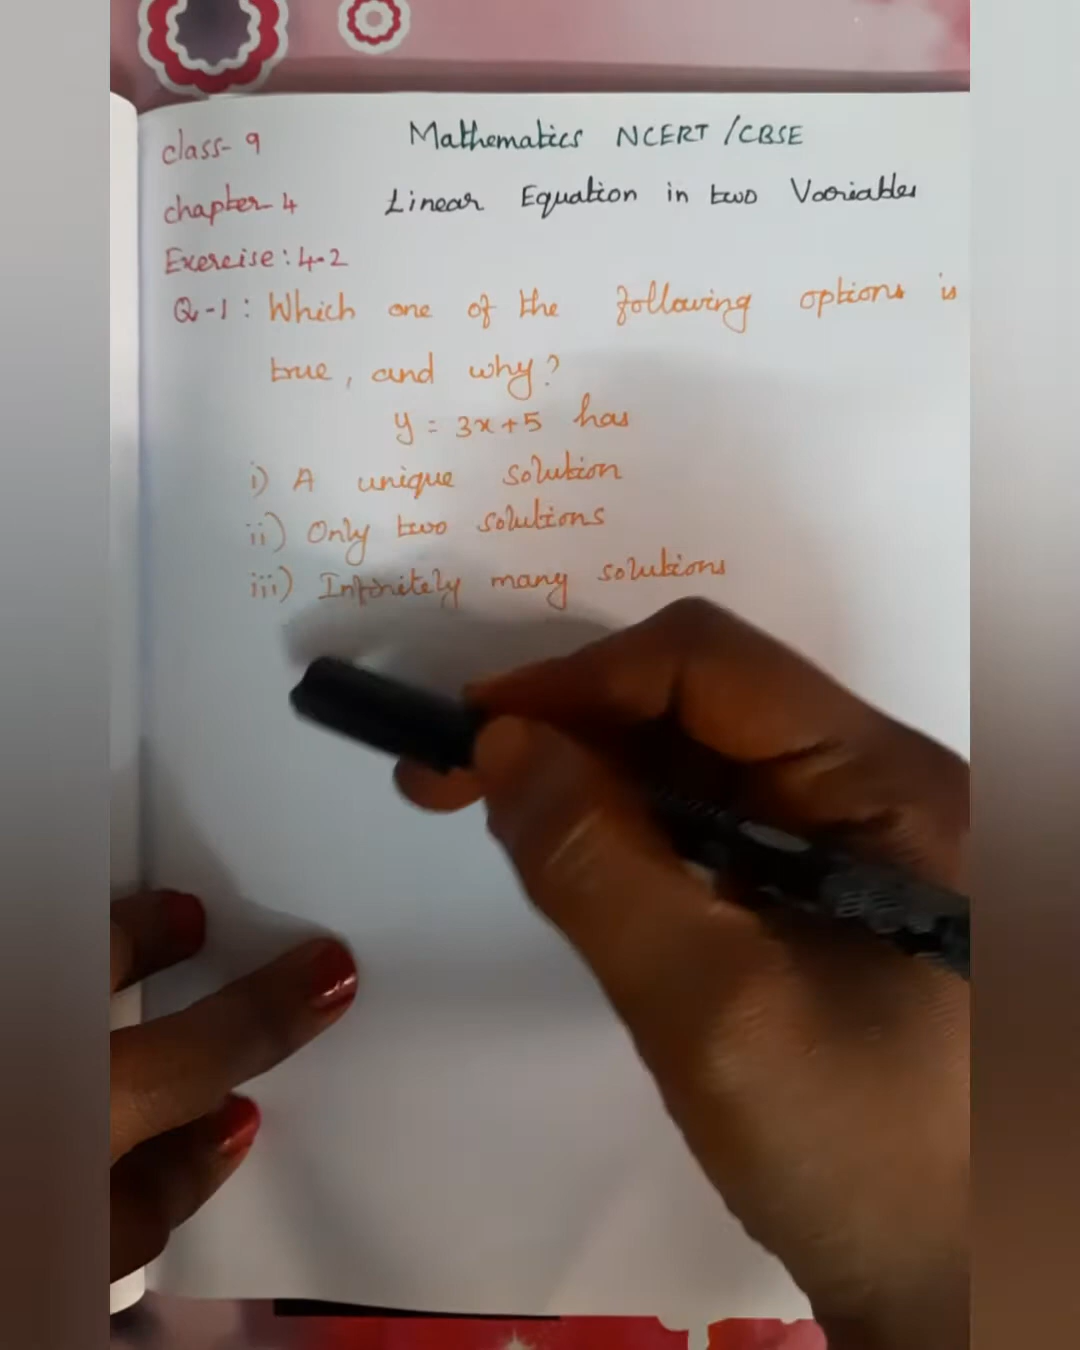 class-9 Mathematics NCERT /CBSE
chapter-4 Linear Equation in two Variables
Exercise: 4.2
Q-1: Which one of the following options is
true, and why?
y = 3x+5 has
i) A unique solution
ii) Only two solutions
iii) Infinitely many solutions